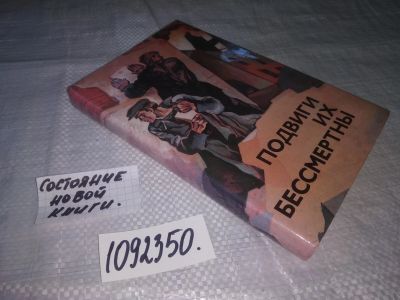 ПОДВИГИ
ИХ
БЕССМЕРТНЫ
СОСТОЯНИЕ
НОВОЙ
КНИГИ.
1092350.